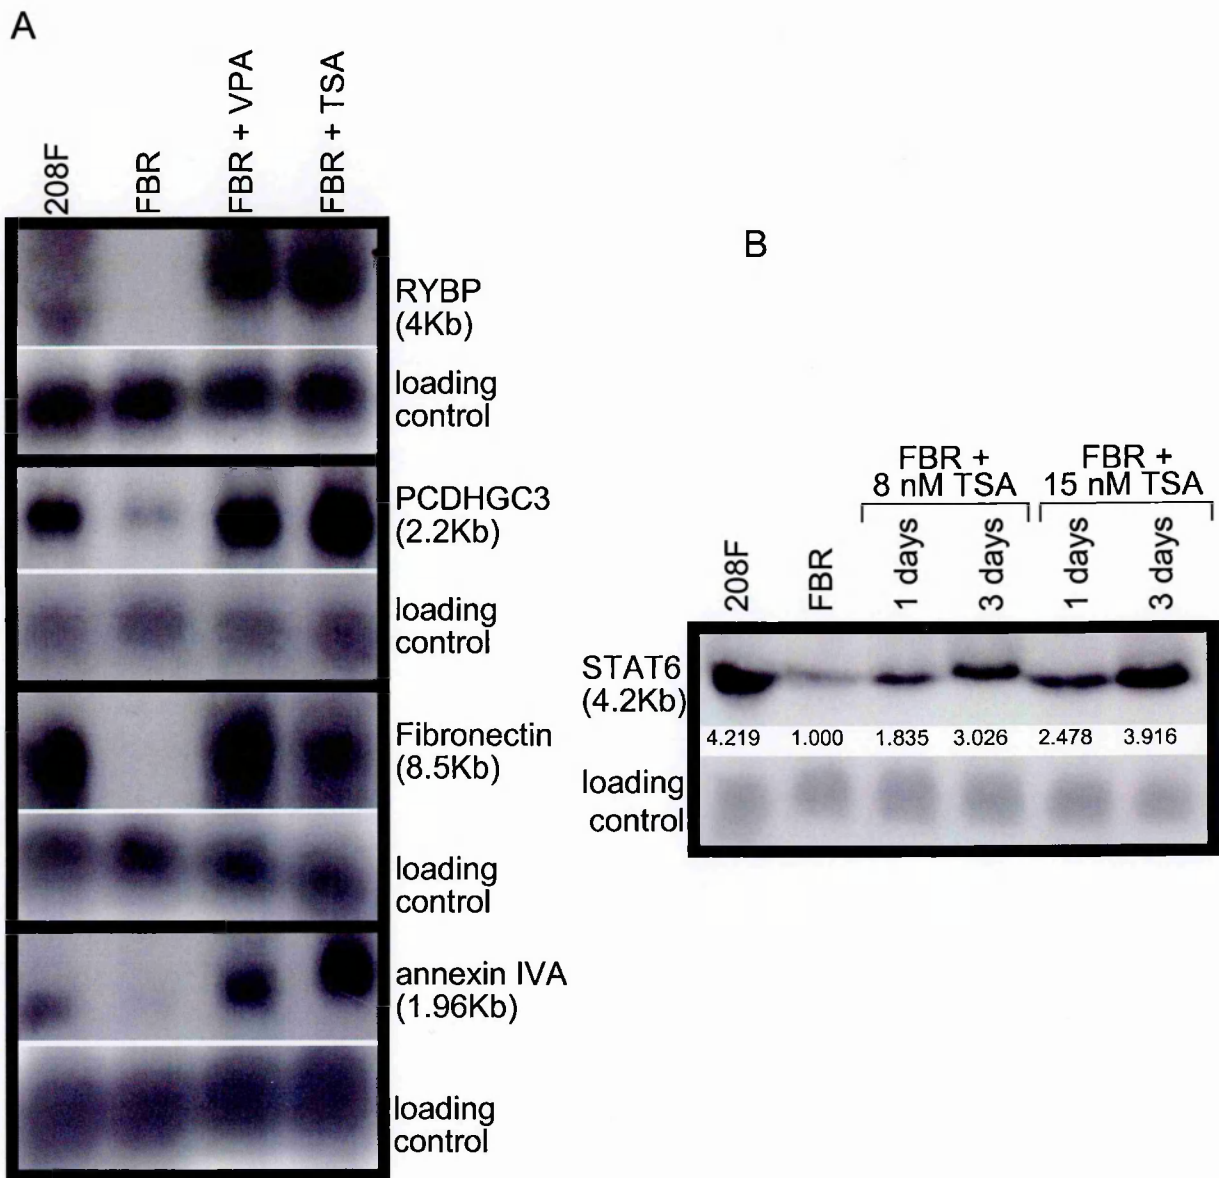 A
208F
FBR
FBR + VPA
FBR + TSA
RYBP
(4Kb)
loading
control
PCDHGC3
(2.2Kb)
loading
control
Fibronectin
(8.5Kb)
loading
control
annexin IVA
(1.96Kb)
loading
control
B
FBR +
8 nM TSA
FBR +
15 nM TSA
208F
FBR
1 days
3 days
1 days
3 days
STAT6
(4.2Kb)
4.219 1.000 1.835 3.026 2.478 3.916
loading
control